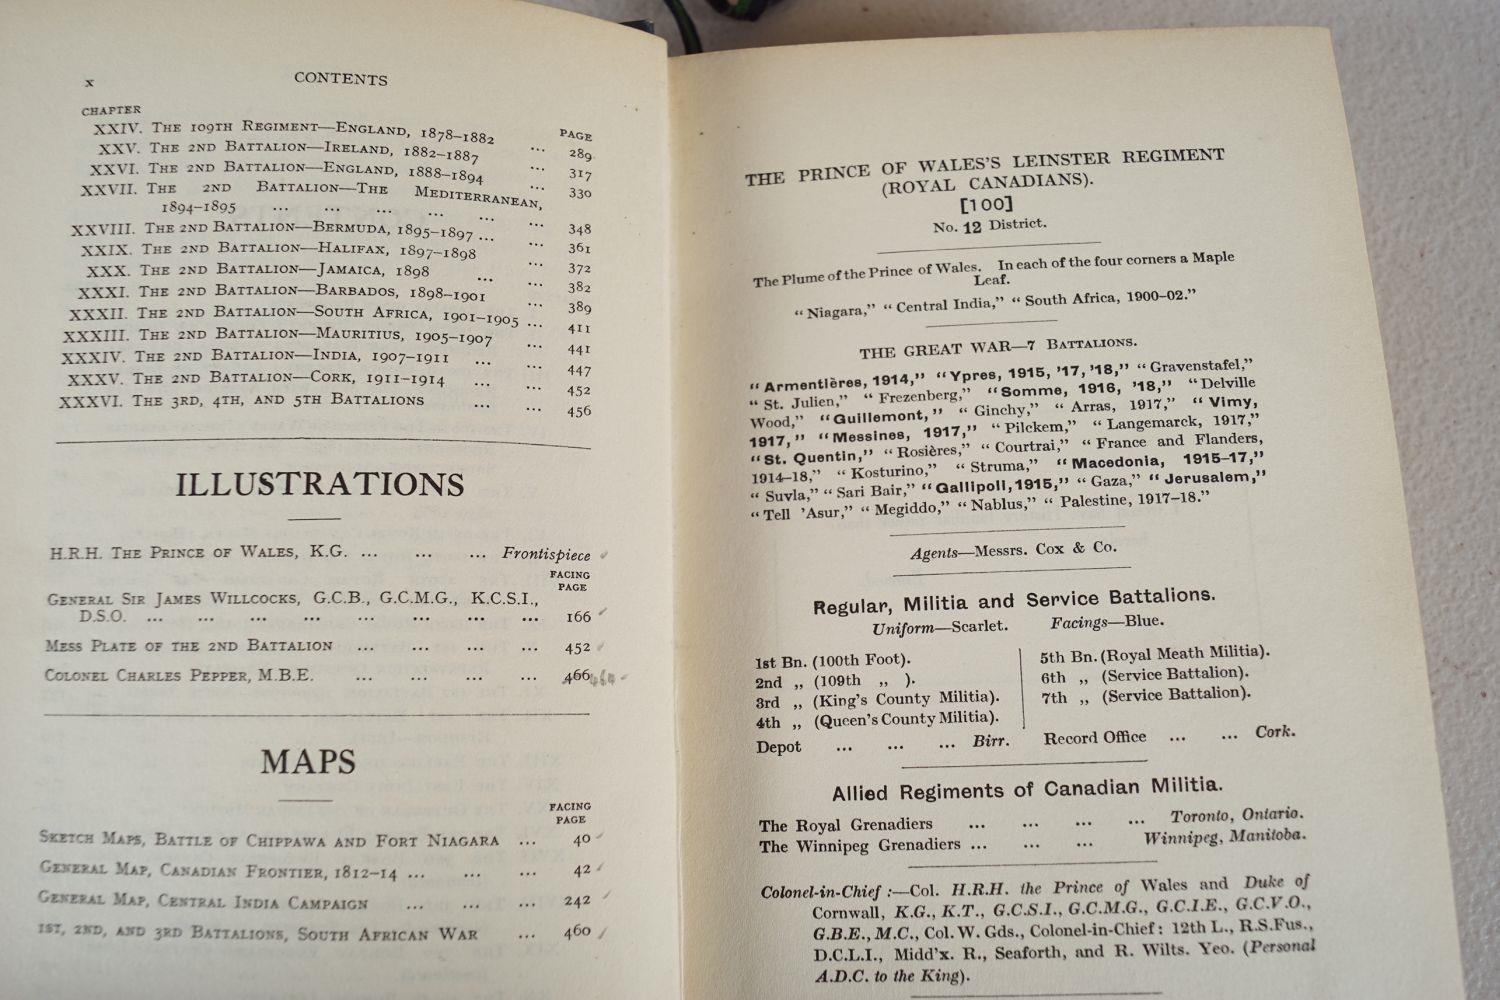 x CONTENTS
CHAPTER PAGE
XXIV. THE 109TH REGIMENT—ENGLAND, 1878–1882 ... 289
XXV. THE 2ND BATTALION—IRELAND, 1882–1887 ... 317
XXVI. THE 2ND BATTALION—ENGLAND, 1888–1894 ... 330
XXVII. THE 2ND BATTALION—THE MEDITERRANEAN,
1894–1895 ... ... ... ... ... ... 348
XXVIII. THE 2ND BATTALION—BERMUDA, 1895–1897 ... ... 361
XXIX. THE 2ND BATTALION—HALIFAX, 1897–1898 ... 372
XXX. THE 2ND BATTALION—JAMAICA, 1898 ... ... 382
XXXI. THE 2ND BATTALION—BARBADOS, 1898–1901 ... 389
XXXII. THE 2ND BATTALION—SOUTH AFRICA, 1901–1905 ... 411
XXXIII. THE 2ND BATTALION—MAURITIUS, 1905–1907 ... 441
XXXIV. THE 2ND BATTALION—INDIA, 1907–1911 ... ... 447
XXXV. THE 2ND BATTALION—CORK, 1911–1914 ... ... 452
XXXVI. THE 3RD, 4TH, AND 5TH BATTALIONS ... ... 456
ILLUSTRATIONS
H.R.H. THE PRINCE OF WALES, K.G. ... ... ... Frontispiece
FACING
PAGE
GENERAL SIR JAMES WILLCOCKS, G.C.B., G.C.M.G., K.C.S.I.,
D.S.O. ... ... ... ... ... ... ... ... 166
MESS PLATE OF THE 2ND BATTALION ... ... ... ... 452
COLONEL CHARLES PEPPER, M.B.E. ... ... ... ... 466 464
MAPS
FACING
PAGE
SKETCH MAPS, BATTLE OF CHIPPAWA AND FORT NIAGARA ... 40
GENERAL MAP, CANADIAN FRONTIER, 1812–14 ... ... ... 42
GENERAL MAP, CENTRAL INDIA CAMPAIGN ... ... ... 242
1ST, 2ND, AND 3RD BATTALIONS, SOUTH AFRICAN WAR ... 460
THE PRINCE OF WALES'S LEINSTER REGIMENT
(ROYAL CANADIANS).
[100]
No. 12 District.
The Plume of the Prince of Wales. In each of the four corners a Maple
Leaf.
"Niagara," "Central India," "South Africa, 1900–02."
THE GREAT WAR—7 BATTALIONS.
"Armentières, 1914," "Ypres, 1915, '17, '18," "Gravenstafel,"
"St. Julien," "Frezenberg," "Somme, 1916, '18," "Delville
Wood," "Guillemont," "Ginchy," "Arras, 1917," "Vimy,
1917," "Messines, 1917," "Pilckem," "Langemarck, 1917,"
"St. Quentin," "Rosières," "Courtrai," "France and Flanders,
1914–18," "Kosturino," "Struma," "Macedonia, 1915–17,"
"Suvla," "Sari Bair," "Gallipoli, 1915," "Gaza," "Jerusalem,"
"Tell 'Asur," "Megiddo," "Nablus," "Palestine, 1917–18."
Agents—Messrs. Cox & Co.
Regular, Militia and Service Battalions.
Uniform—Scarlet. Facings—Blue.
1st Bn. (100th Foot).
2nd ,, (109th ,, ).
3rd ,, (King's County Militia).
4th ,, (Queen's County Militia).
5th Bn. (Royal Meath Militia).
6th ,, (Service Battalion).
7th ,, (Service Battalion).
Depot ... ... ... Birr. Record Office ... ... Cork.
Allied Regiments of Canadian Militia.
The Royal Grenadiers ... ... ... ... Toronto, Ontario.
The Winnipeg Grenadiers ... ... ... Winnipeg, Manitoba.
Colonel-in-Chief:—Col. H.R.H. the Prince of Wales and Duke of
Cornwall, K.G., K.T., G.C.S.I., G.C.M.G., G.C.I.E., G.C.V.O.,
G.B.E., M.C., Col. W. Gds., Colonel-in-Chief: 12th L., R.S.Fus.,
D.C.L.I., Midd'x. R., Seaforth, and R. Wilts. Yeo. (Personal
A.D.C. to the King).